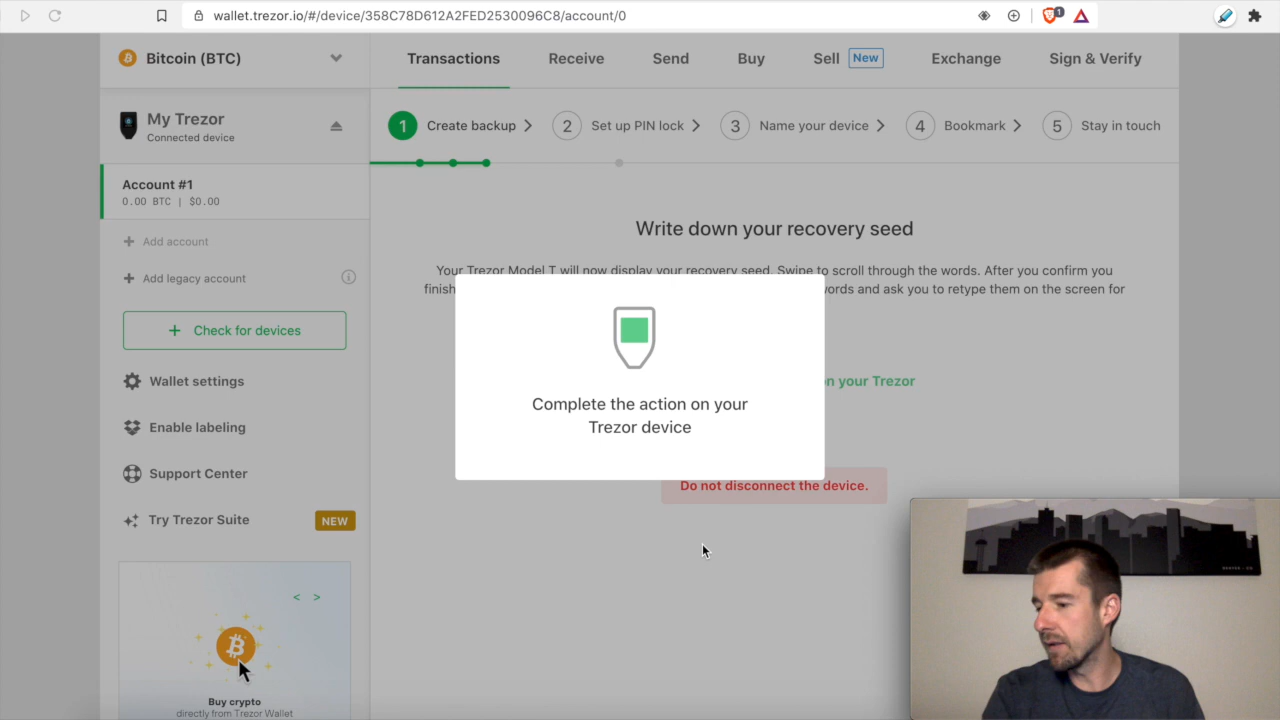 wallet.trezor.io/#/device/358C78D612A2FED2530096C8/account/0
1
Bitcoin (BTC)
Transactions
Receive
Send
Buy
Sell
New
Exchange
Sign & Verify
My Trezor
Connected device
1 Create backup
2 Set up PIN lock
3 Name your device
4 Bookmark
5 Stay in touch
Account #1
0.00 BTC | $0.00
+ Add account
+ Add legacy account
+ Check for devices
Wallet settings
Enable labeling
Support Center
Try Trezor Suite
NEW
< >
Buy crypto
directly from Trezor Wallet
Write down your recovery seed
Your Trezor Model T will now display your recovery seed. Swipe to scroll through the words. After you confirm you
finish words and ask you to retype them on the screen for
on your Trezor
Complete the action on your
Trezor device
Do not disconnect the device.